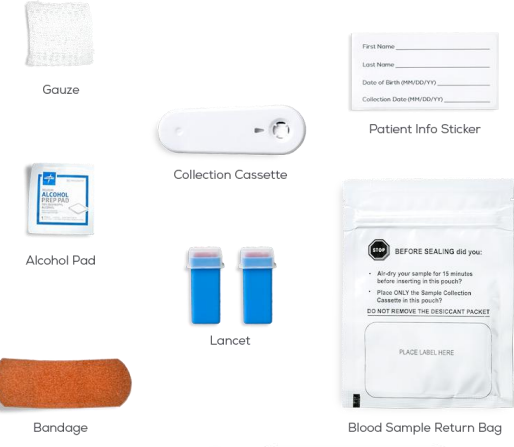 Gauze
First Name
Last Name
Date of Birth (MM/DD/YY)
Collection Date (MM/DD/YY)
Patient Info Sticker
Collection Cassette
ALCOHOL
PREP PAD
Alcohol Pad
Lancet
STOP
BEFORE SEALING did you:
• Air-dry your sample for 15 minutes
before inserting in this pouch?
• Place ONLY the Sample Collection
Cassette in this pouch?
DO NOT REMOVE THE DESICCANT PACKET
PLACE LABEL HERE
Bandage
Blood Sample Return Bag